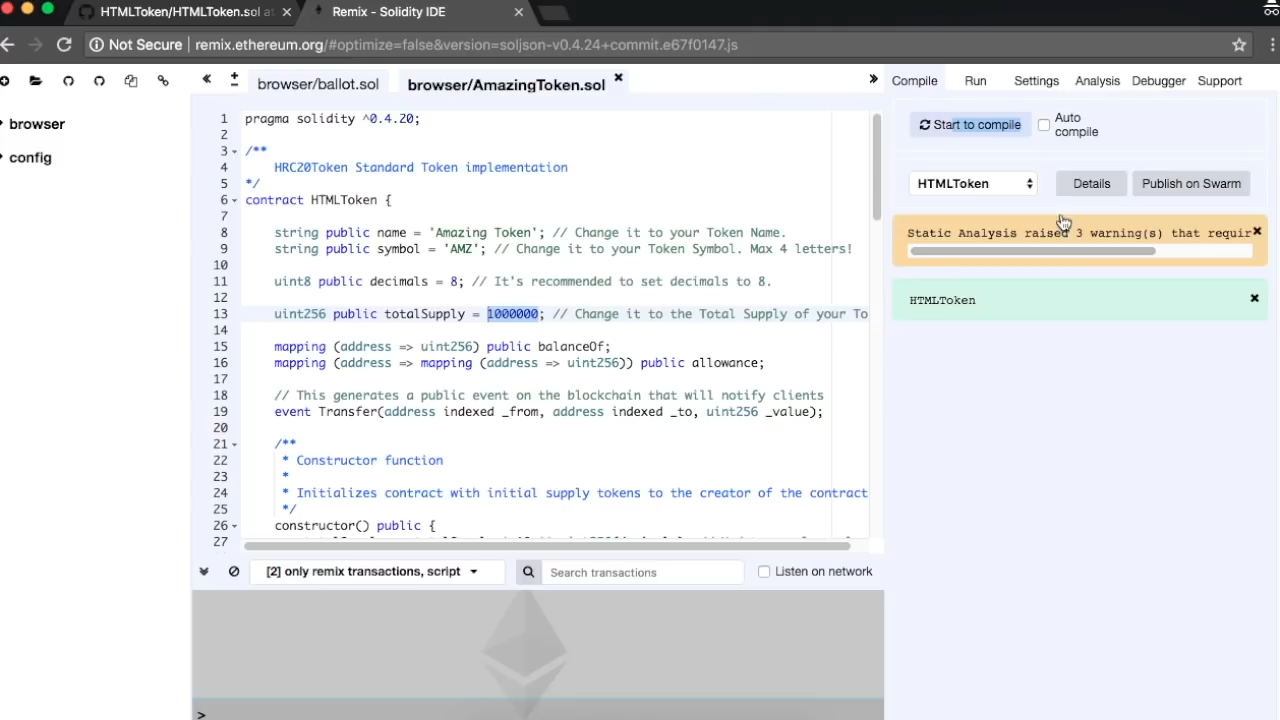 HTMLToken/HTMLToken.sol at
Remix - Solidity IDE
Not Secure
remix.ethereum.org/#optimize=false&version=soljson-v0.4.24+commit.e67f0147.js
browser
config
browser/ballot.sol
browser/AmazingToken.sol
1 pragma solidity ^0.4.20;
2
3 /**
4 HRC20Token Standard Token implementation
5 */
6 contract HTMLToken {
7
8 string public name = 'Amazing Token'; // Change it to your Token Name.
9 string public symbol = 'AMZ'; // Change it to your Token Symbol. Max 4 letters!
10
11 uint8 public decimals = 8; // It's recommended to set decimals to 8.
12
13 uint256 public totalSupply = 1000000; // Change it to the Total Supply of your To
14
15 mapping (address => uint256) public balanceOf;
16 mapping (address => mapping (address => uint256)) public allowance;
17
18 // This generates a public event on the blockchain that will notify clients
19 event Transfer(address indexed _from, address indexed _to, uint256 _value);
20
21 /**
22 * Constructor function
23 *
24 * Initializes contract with initial supply tokens to the creator of the contract
25 */
26 constructor() public {
27
[2] only remix transactions, script
Search transactions
Listen on network
>
Compile
Run
Settings
Analysis
Debugger
Support
Start to compile
Auto
compile
HTMLToken
Details
Publish on Swarm
Static Analysis raised 3 warning(s) that requir
HTMLToken